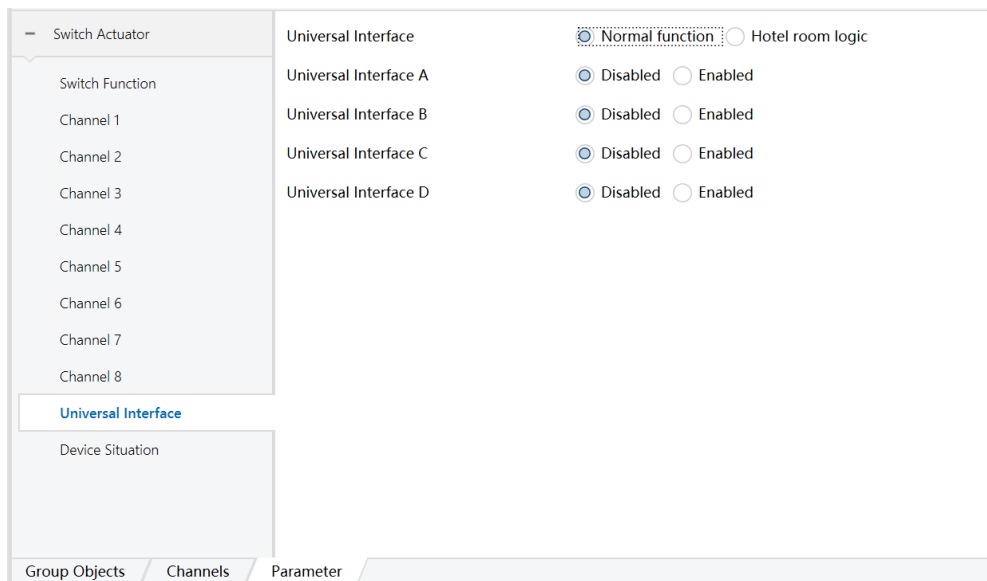 Switch Actuator
Switch Function
Channel 1
Channel 2
Channel 3
Channel 4
Channel 5
Channel 6
Channel 7
Channel 8
Universal Interface
Device Situation
Universal Interface Normal function Hotel room logic
Universal Interface A Disabled Enabled
Universal Interface B Disabled Enabled
Universal Interface C Disabled Enabled
Universal Interface D Disabled Enabled
Group Objects Channels Parameter